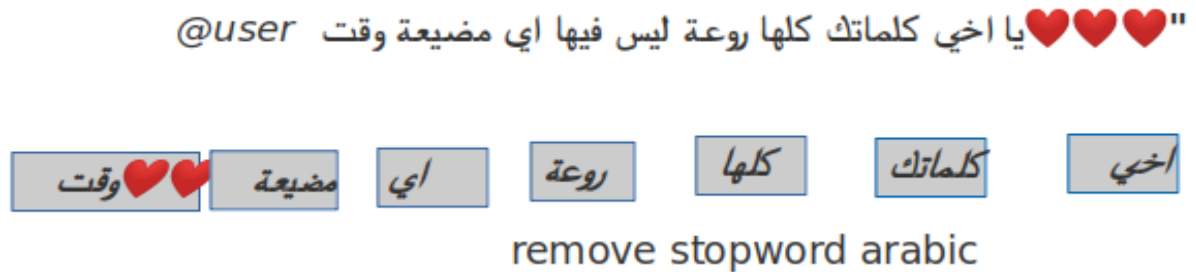 "❤️❤️❤️يا اخي كلماتك كلها روعة ليس فيها اي مضيعة وقت @user
اخي كلماتك كلها روعة اي مضيعة ❤️❤️وقت
remove stopword arabic